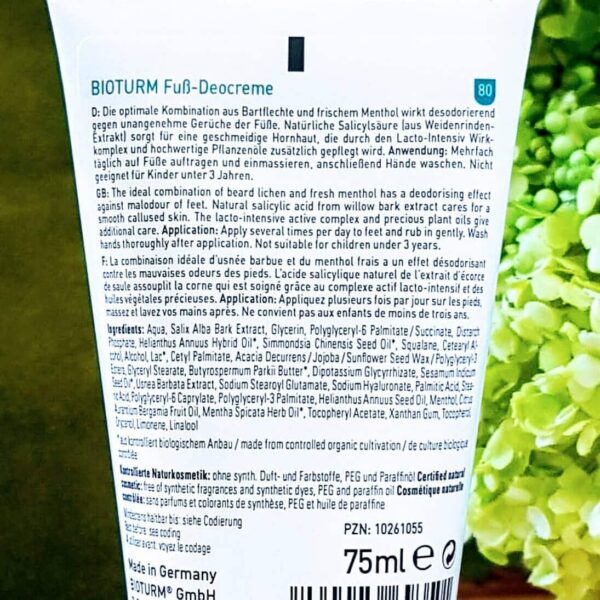 BIOTURM Fuß-Deocreme
80
D: Die optimale Kombination aus Bartflechte und frischem Menthol wirkt desodorierend
gegen unangenehme Gerüche der Füße. Natürliche Salicylsäure (aus Weidenrinden-
Extrakt) sorgt für eine geschmeidige Hornhaut, die durch den Lacto-Intensiv Wirk-
komplex und hochwertige Pflanzenöle zusätzlich gepflegt wird. Anwendung: Mehrfach
täglich auf Füße auftragen und einmassieren, anschließend Hände waschen. Nicht
geeignet für Kinder unter 3 Jahren.
GB: The ideal combination of beard lichen and fresh menthol has a deodorising effect
against malodour of feet. Natural salicylic acid from willow bark extract cares for a
smooth callused skin. The lacto-intensive active complex and precious plant oils give
additional care. Application: Apply several times per day to feet and rub in gently. Wash
hands thoroughly after application. Not suitable for children under 3 years.
F: La combinaison idéale d'usnée barbue et du menthol frais a un effet désodorisant
contre les mauvaises odeurs des pieds. L'acide salicylique naturel de l'extrait d'écorce
de saule assouplit la corne qui est soigné grâce au complexe actif lacto-intensif et des
huiles végétales précieuses. Application: Appliquez plusieurs fois par jour sur les pieds,
massez et lavez vos mains après. Ne convient pas aux enfants de moins de trois ans.
Ingredients: Aqua, Salix Alba Bark Extract, Glycerin, Polyglyceryl-6 Palmitate/Succinate, Distarch
Phosphate, Helianthus Annuus Hybrid Oil*, Simmondsia Chinensis Seed Oil*, Squalane, Cetearyl Al-
cohol, Alcohol, Lac*, Cetyl Palmitate, Acacia Decurrens/Jojoba/Sunflower Seed Wax/Polyglyceryl-3
Esters, Glyceryl Stearate, Butyrospermum Parkii Butter*, Dipotassium Glycyrrhizate, Sesamum Indicum
Seed Oil*, Usnea Barbata Extract, Sodium Stearoyl Glutamate, Sodium Hyaluronate, Palmitic Acid, Stea-
ric Acid, Polyglyceryl-6 Caprylate, Polyglyceryl-3 Palmitate, Helianthus Annuus Seed Oil, Menthol, Citrus
Aurantium Bergamia Fruit Oil, Mentha Spicata Herb Oil*, Tocopheryl Acetate, Xanthan Gum, Tocopherol,
Glycerol, Limonene, Linalool
*aus kontrolliert biologischem Anbau / made from controlled organic cultivation / de culture biologique
contrôlée
Kontrollierte Naturkosmetik: ohne synth. Duft- und Farbstoffe, PEG und Paraffinöl Certified natural
cosmetic: free of synthetic fragrances and synthetic dyes, PEG and paraffin oil Cosmétique naturelle
contrôlée: sans parfums et colorants de synthèse, PEG et huile de paraffine
Mindestens haltbar bis: siehe Codierung
Best before: see coding
A utiliser avant: voyez le codage
PZN: 10261055
75ml e
Made in Germany
BIOTURM® GmbH